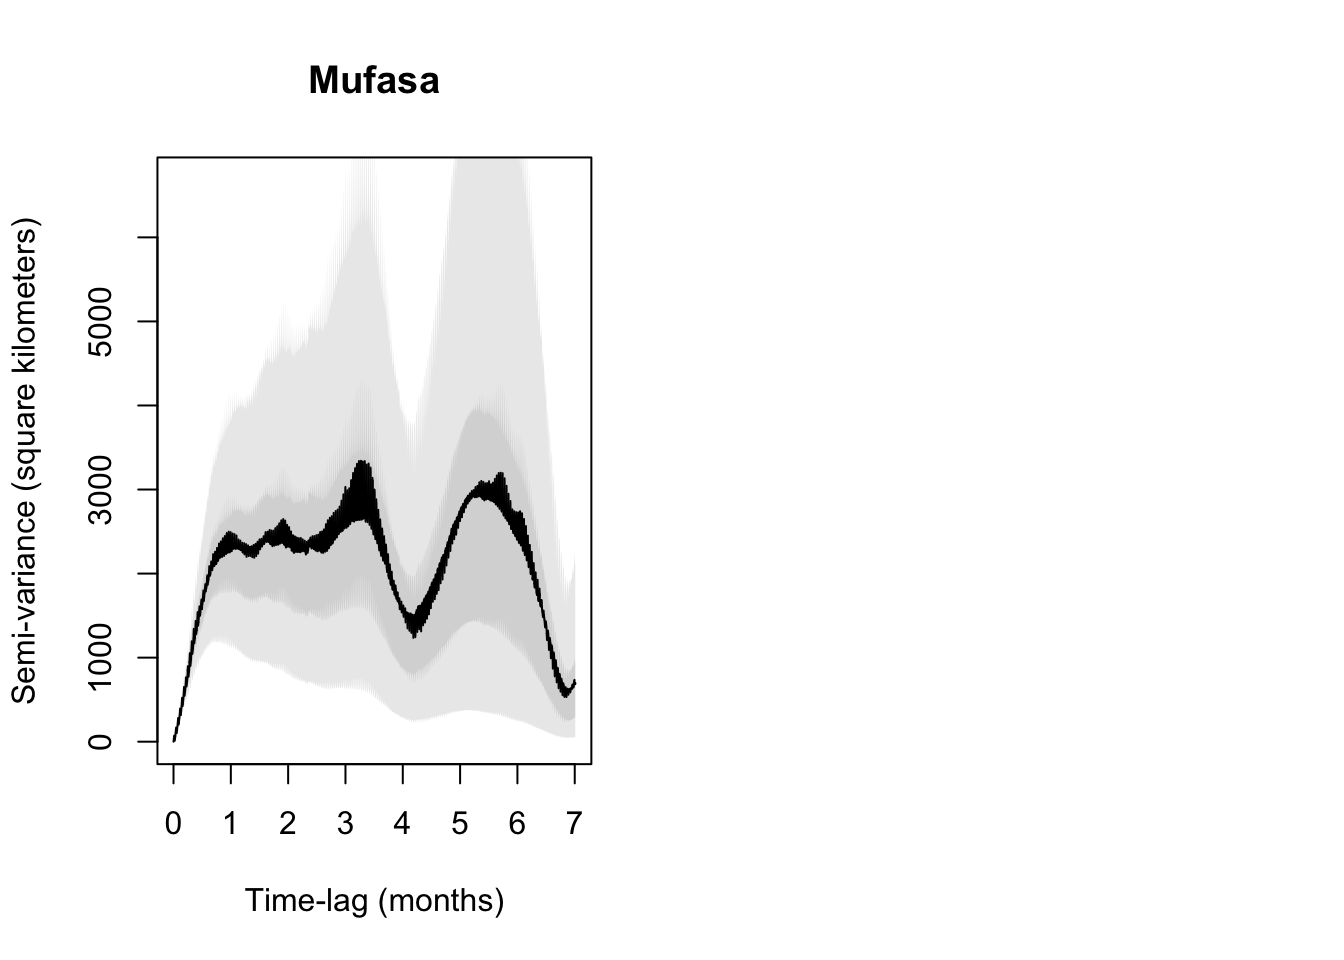 Mufasa
Semi-variance (square kilometers)
5000
3000
1000
0
0 1 2 3 4 5 6 7
Time-lag (months)